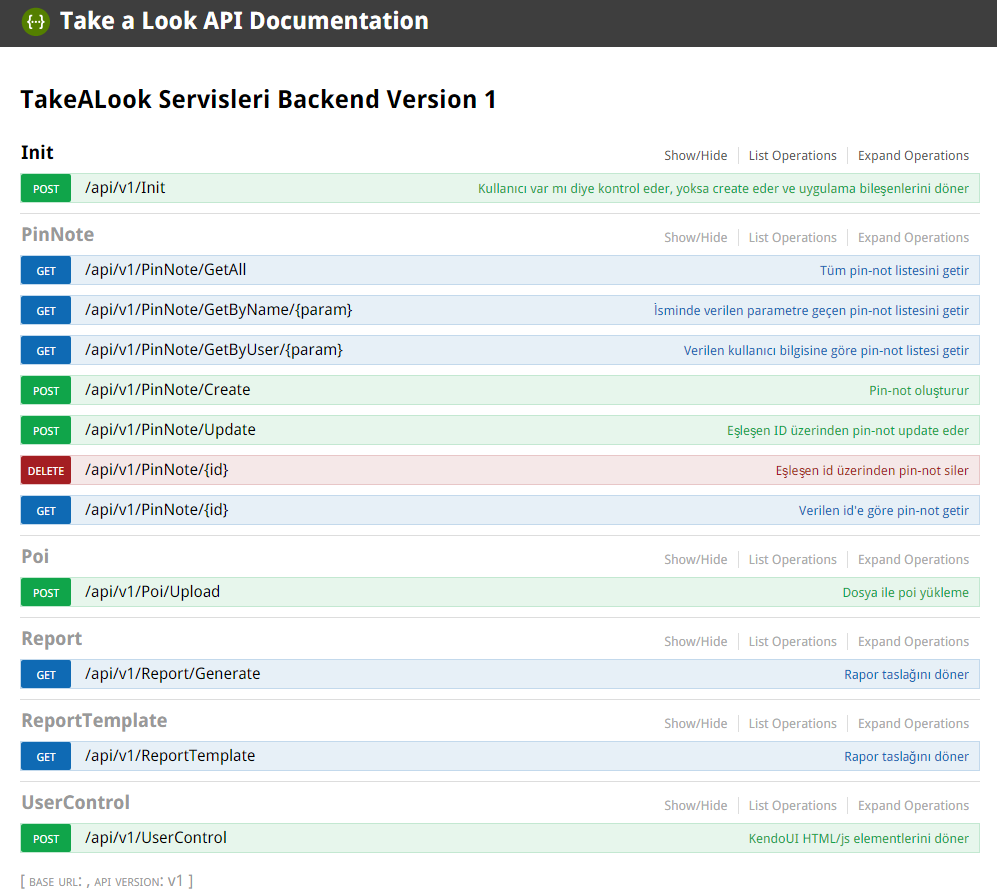 {··} Take a Look API Documentation
TakeALook Servisleri Backend Version 1
Init Show/Hide List Operations Expand Operations
POST /api/v1/Init Kullanıcı var mı diye kontrol eder, yoksa create eder ve uygulama bileşenlerini döner
PinNote Show/Hide List Operations Expand Operations
GET /api/v1/PinNote/GetAll Tüm pin-not listesini getir
GET /api/v1/PinNote/GetByName/{param} İsminde verilen parametre geçen pin-not listesini getir
GET /api/v1/PinNote/GetByUser/{param} Verilen kullanıcı bilgisine göre pin-not listesi getir
POST /api/v1/PinNote/Create Pin-not oluşturur
POST /api/v1/PinNote/Update Eşleşen ID üzerinden pin-not update eder
DELETE /api/v1/PinNote/{id} Eşleşen id üzerinden pin-not siler
GET /api/v1/PinNote/{id} Verilen id'e göre pin-not getir
Poi Show/Hide List Operations Expand Operations
POST /api/v1/Poi/Upload Dosya ile poi yükleme
Report Show/Hide List Operations Expand Operations
GET /api/v1/Report/Generate Rapor taslağını döner
ReportTemplate Show/Hide List Operations Expand Operations
GET /api/v1/ReportTemplate Rapor taslağını döner
UserControl Show/Hide List Operations Expand Operations
POST /api/v1/UserControl KendoUI HTML/js elementlerini döner
[ BASE URL: , API VERSION: v1 ]